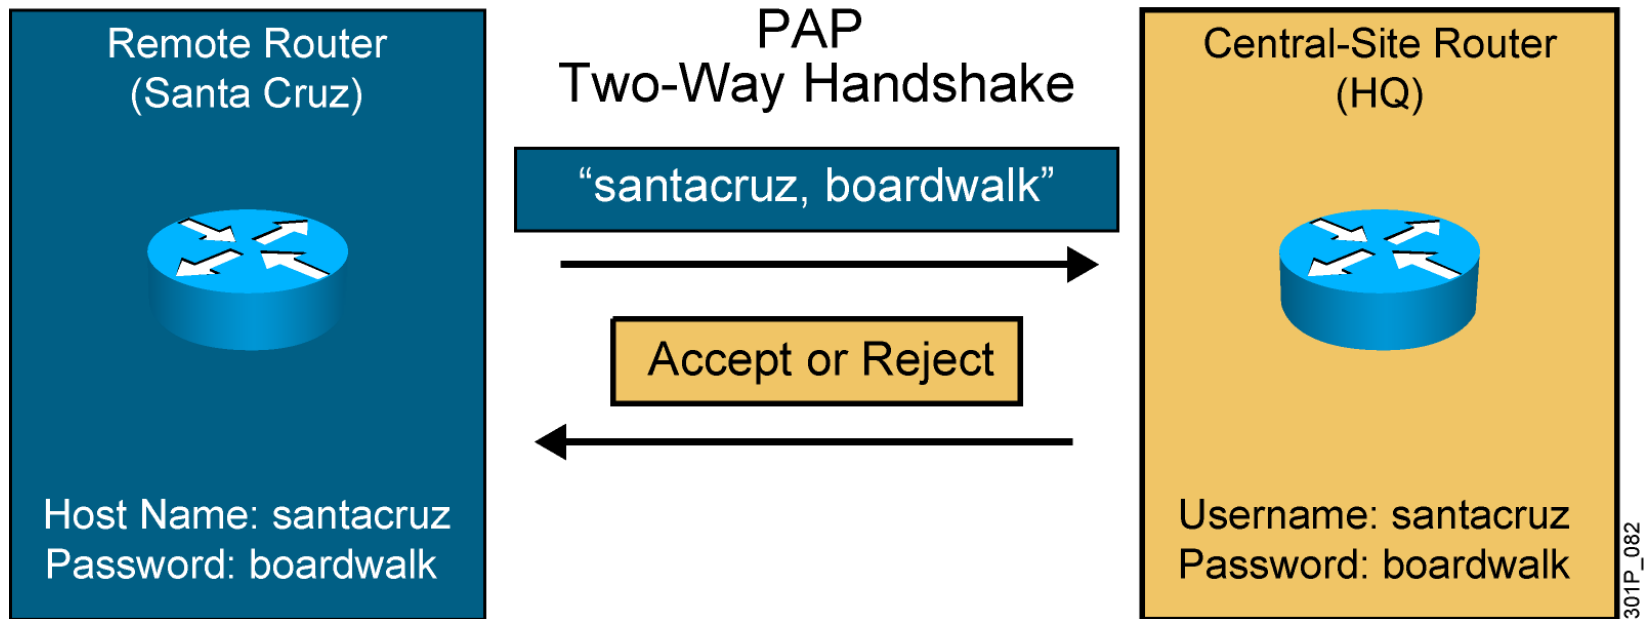 Remote Router
(Santa Cruz)
PAP
Two-Way Handshake
Central-Site Router
(HQ)
“santacruz, boardwalk”
Accept or Reject
Host Name: santacruz
Password: boardwalk
Username: santacruz
Password: boardwalk
301P_082